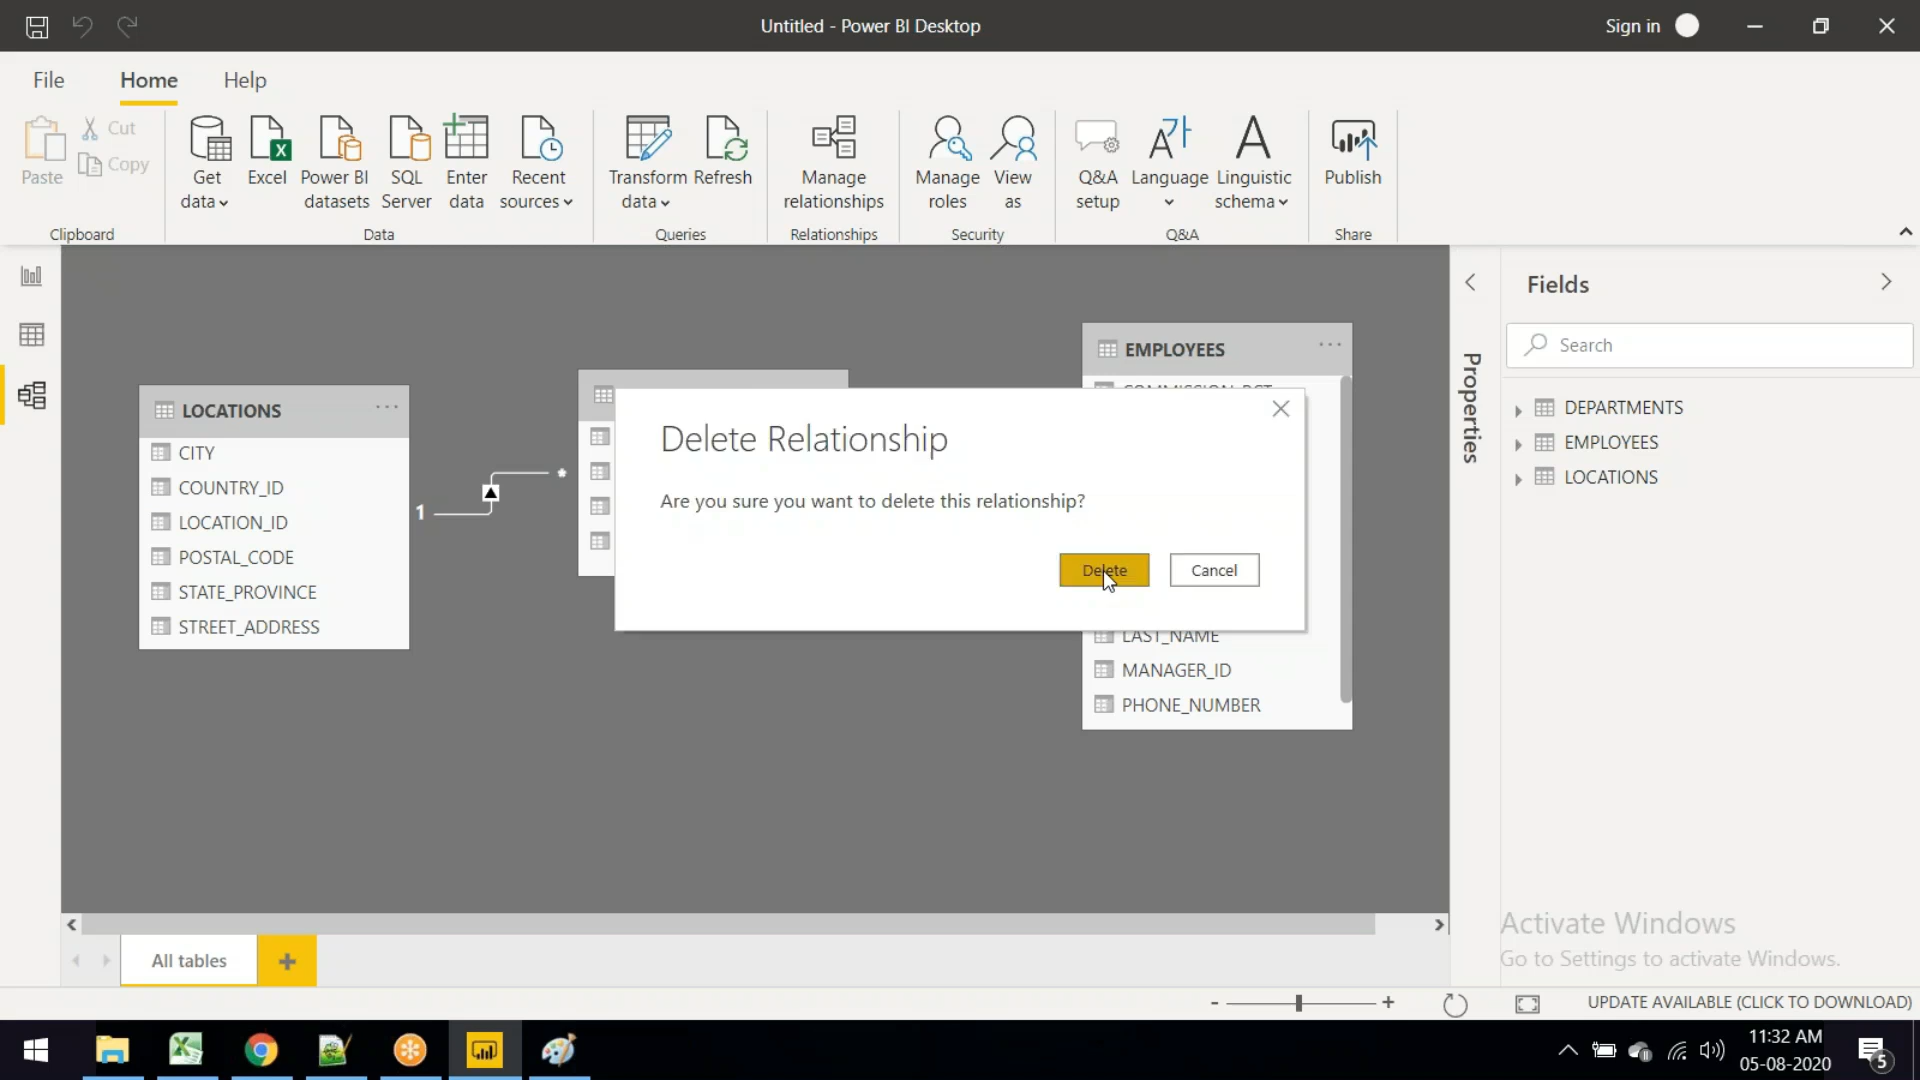 Untitled - Power BI Desktop
Sign in
File
Home
Help
Paste
Cut
Copy
Clipboard
Get data
Excel
Power BI datasets
SQL Server
Enter data
Recent sources
Data
Transform data
Refresh
Queries
Manage relationships
Relationships
Manage roles
View as
Security
Q&A setup
Language
Linguistic schema
Q&A
Publish
Share
LOCATIONS
CITY
COUNTRY_ID
LOCATION_ID
POSTAL_CODE
STATE_PROVINCE
STREET_ADDRESS
1
*
Delete Relationship
Are you sure you want to delete this relationship?
Delete
Cancel
EMPLOYEES
LAST_NAME
MANAGER_ID
PHONE_NUMBER
Properties
Fields
Search
DEPARTMENTS
EMPLOYEES
LOCATIONS
Activate Windows
Go to Settings to activate Windows.
All tables
UPDATE AVAILABLE (CLICK TO DOWNLOAD)
11:32 AM
05-08-2020
5